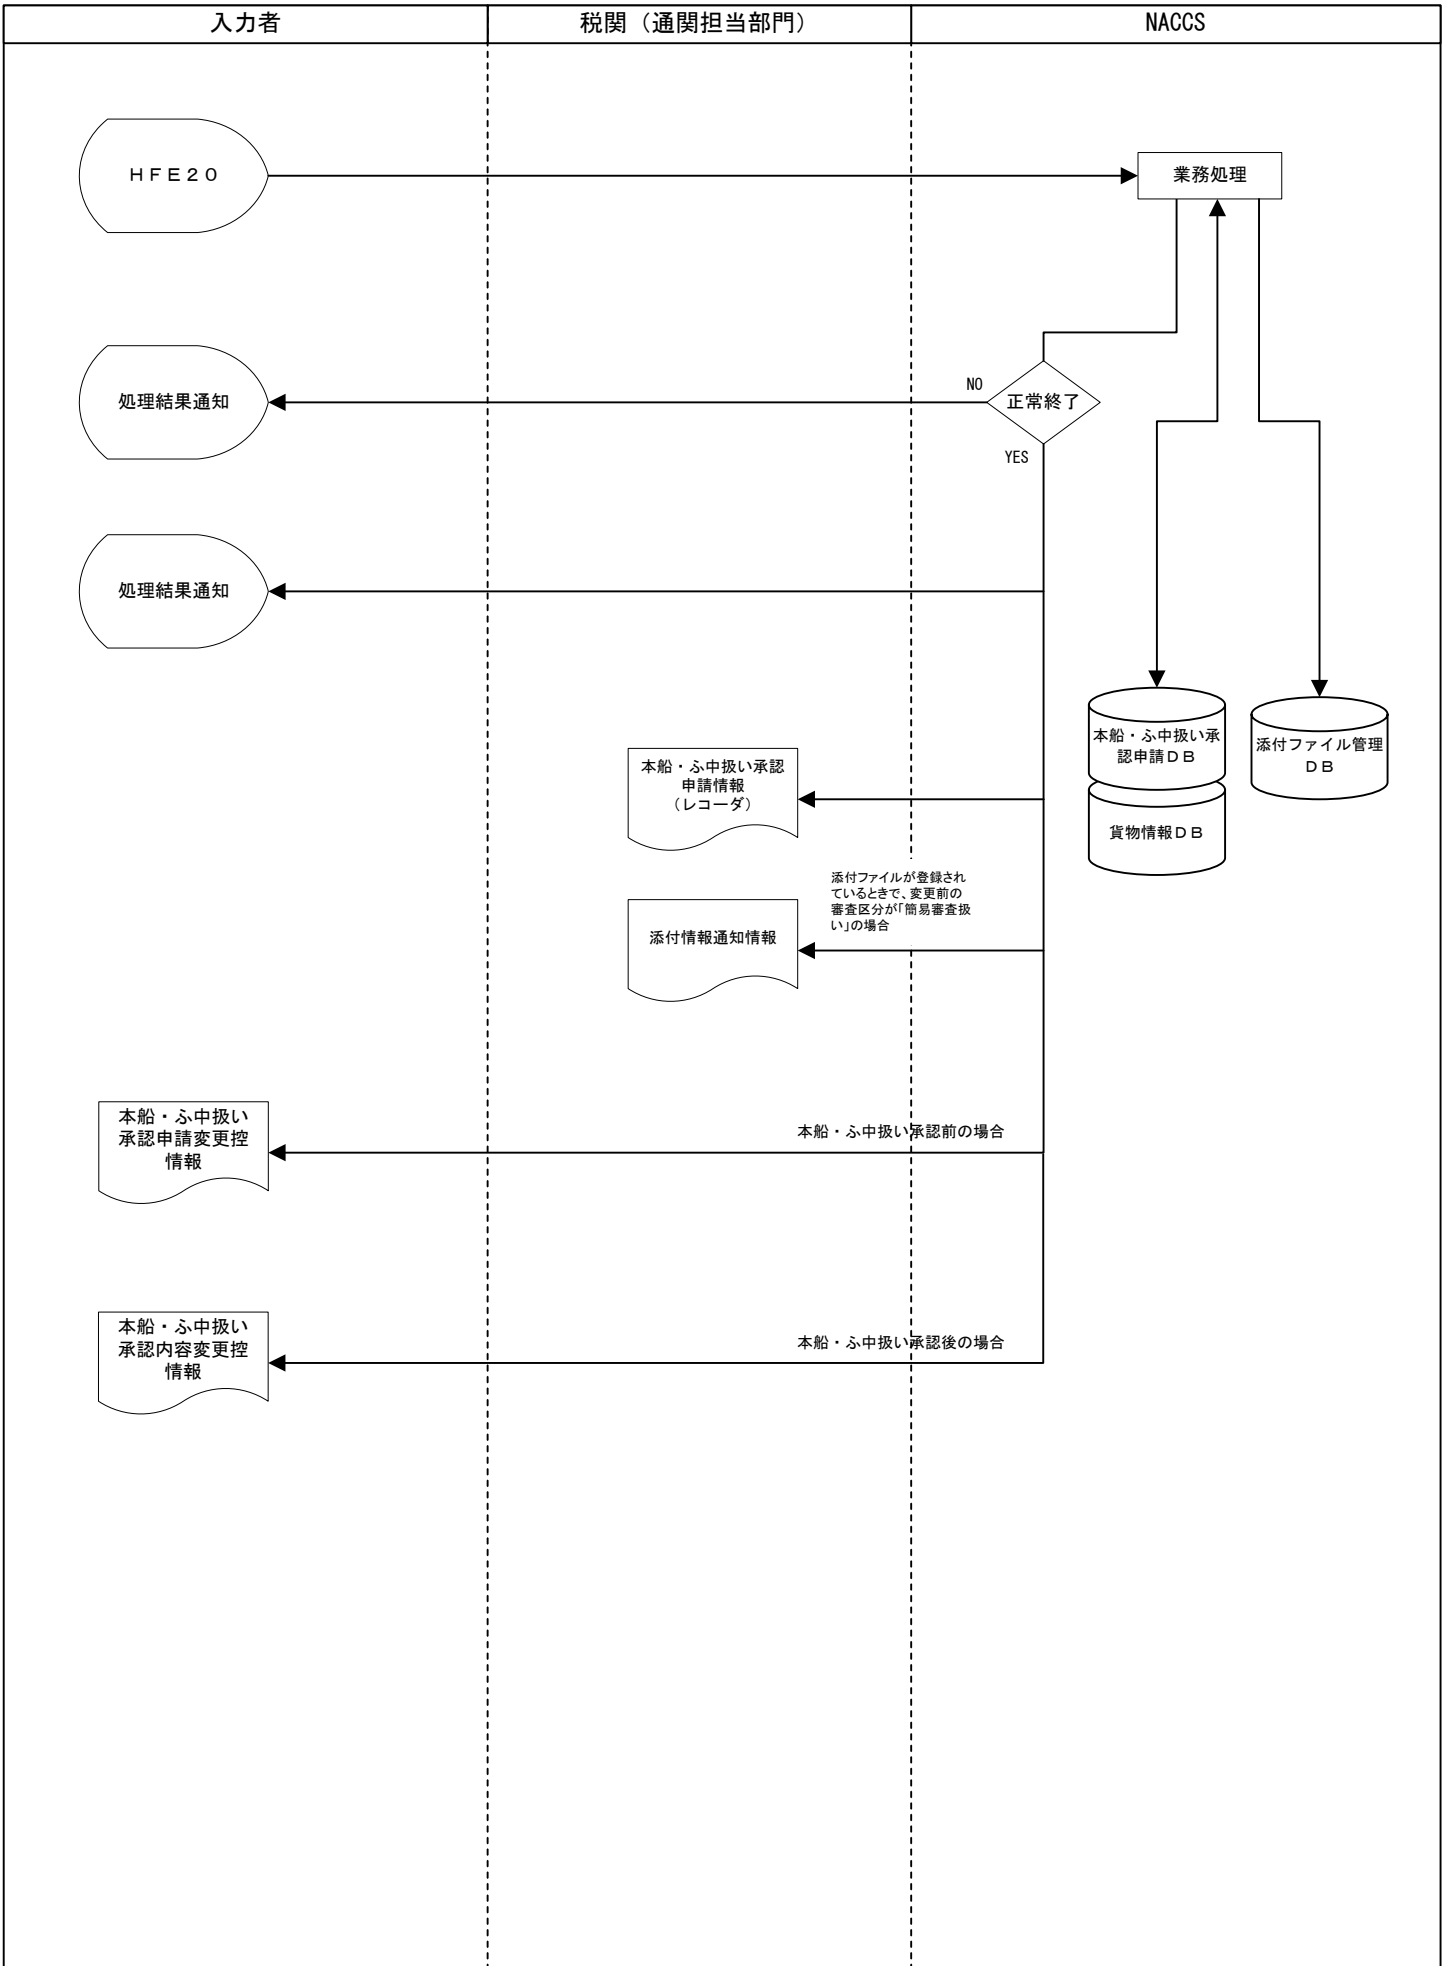 入力者
税関（通関担当部門）
NACCS
ＨＦＥ２０
業務処理
処理結果通知
NO
正常終了
YES
処理結果通知
本船・ふ中扱い承
認申請ＤＢ
添付ファイル管理
ＤＢ
本船・ふ中扱い承認
申請情報
（レコーダ）
貨物情報ＤＢ
添付ファイルが登録され
ているときで、変更前の
審査区分が「簡易審査扱
い」の場合
添付情報通知情報
本船・ふ中扱い
承認申請変更控
情報
本船・ふ中扱い承認前の場合
本船・ふ中扱い
承認内容変更控
情報
本船・ふ中扱い承認後の場合